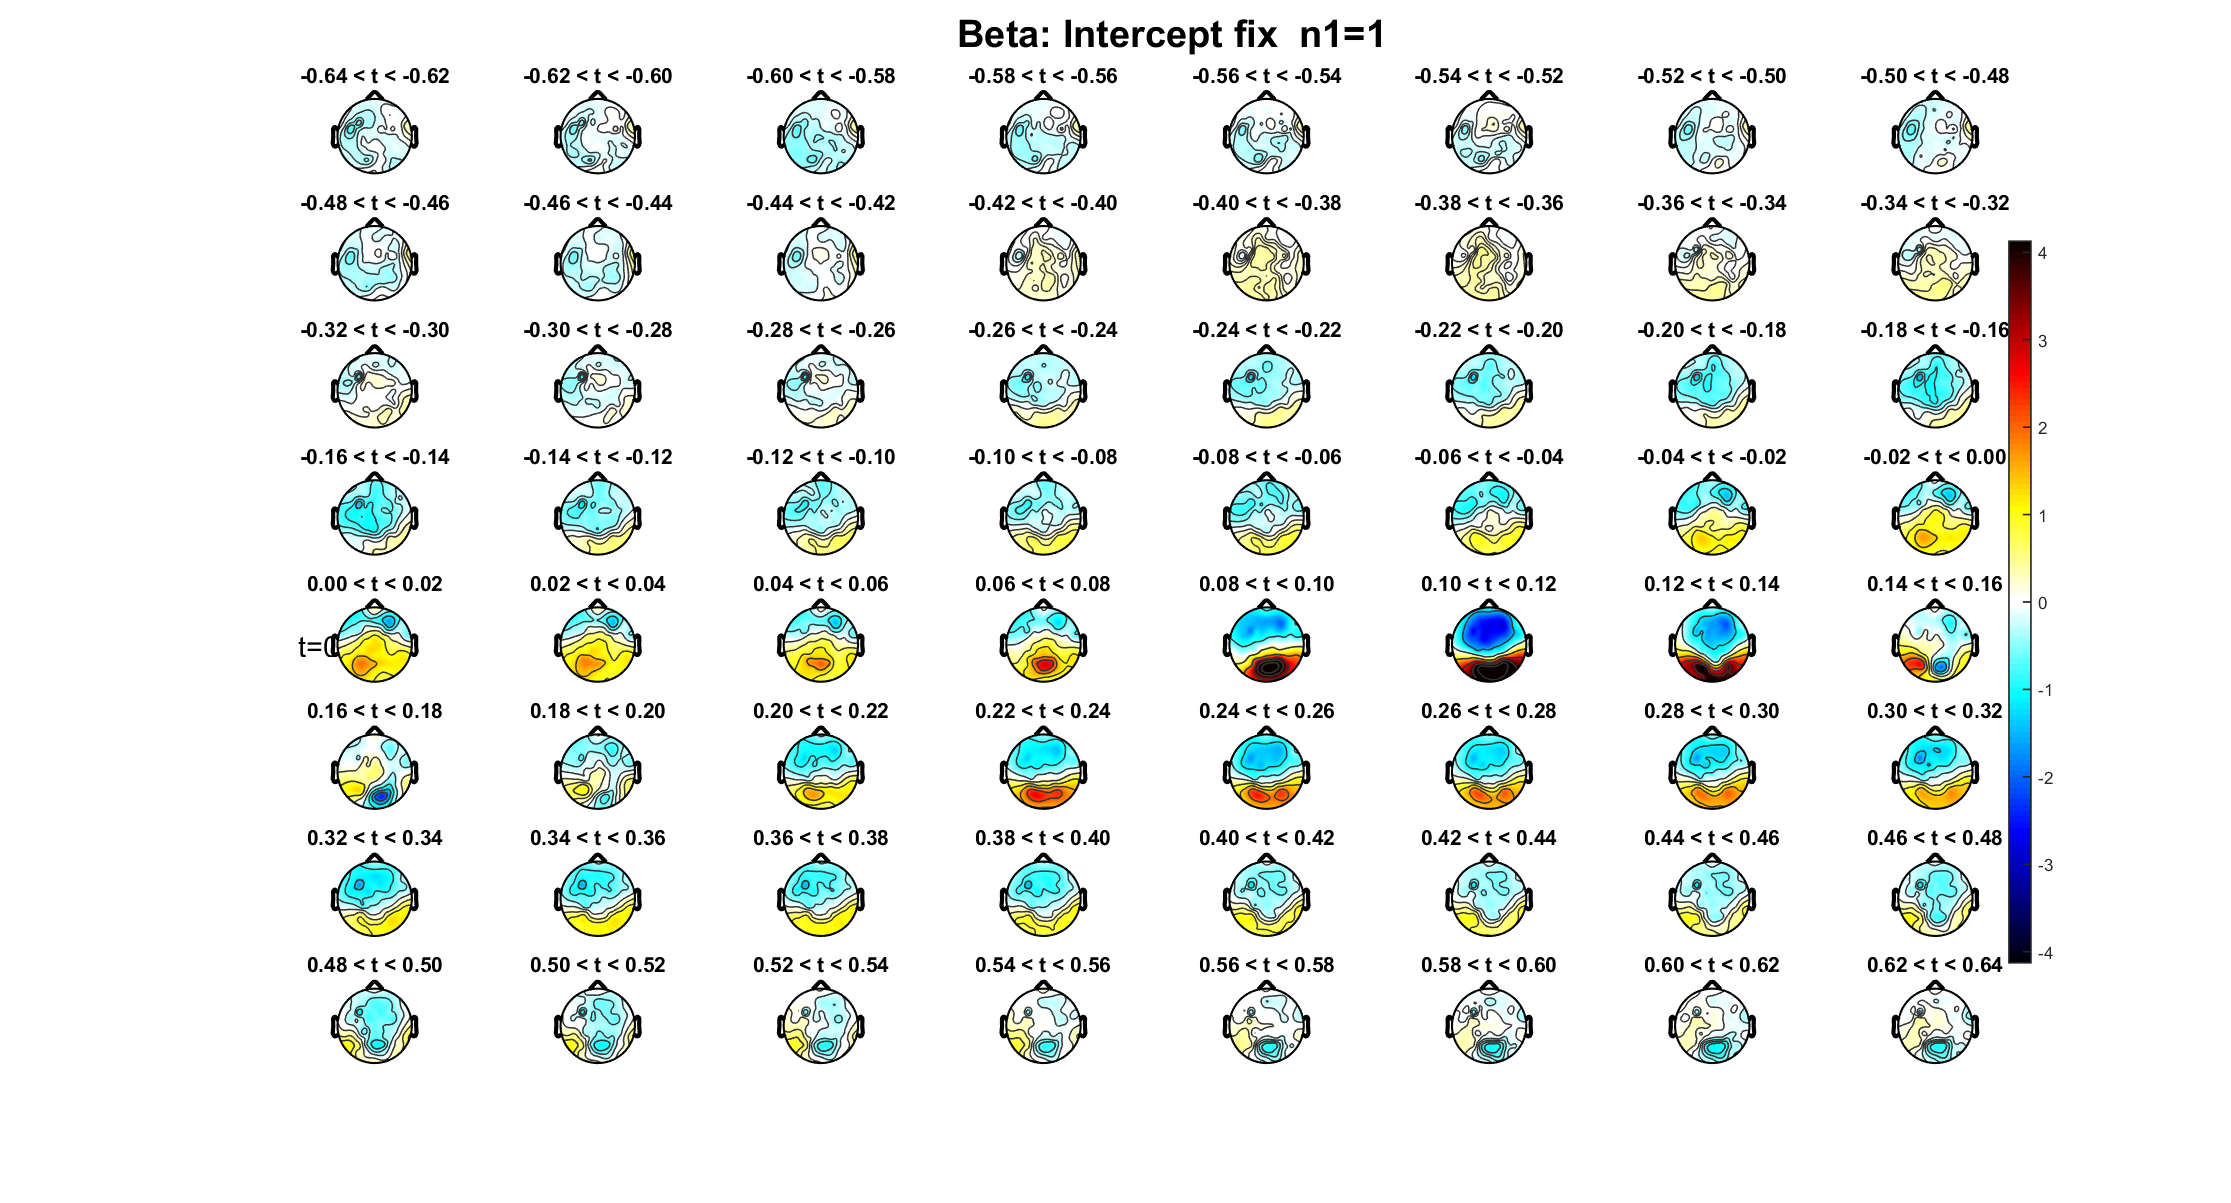 Beta: Intercept fix  n1=1
-0.64 < t < -0.62 -0.62 < t < -0.60 -0.60 < t < -0.58 -0.58 < t < -0.56 -0.56 < t < -0.54 -0.54 < t < -0.52 -0.52 < t < -0.50 -0.50 < t < -0.48
-0.48 < t < -0.46 -0.46 < t < -0.44 -0.44 < t < -0.42 -0.42 < t < -0.40 -0.40 < t < -0.38 -0.38 < t < -0.36 -0.36 < t < -0.34 -0.34 < t < -0.32
-0.32 < t < -0.30 -0.30 < t < -0.28 -0.28 < t < -0.26 -0.26 < t < -0.24 -0.24 < t < -0.22 -0.22 < t < -0.20 -0.20 < t < -0.18 -0.18 < t < -0.16
-0.16 < t < -0.14 -0.14 < t < -0.12 -0.12 < t < -0.10 -0.10 < t < -0.08 -0.08 < t < -0.06 -0.06 < t < -0.04 -0.04 < t < -0.02 -0.02 < t < 0.00
0.00 < t < 0.02 0.02 < t < 0.04 0.04 < t < 0.06 0.06 < t < 0.08 0.08 < t < 0.10 0.10 < t < 0.12 0.12 < t < 0.14 0.14 < t < 0.16
t=0
0.16 < t < 0.18 0.18 < t < 0.20 0.20 < t < 0.22 0.22 < t < 0.24 0.24 < t < 0.26 0.26 < t < 0.28 0.28 < t < 0.30 0.30 < t < 0.32
0.32 < t < 0.34 0.34 < t < 0.36 0.36 < t < 0.38 0.38 < t < 0.40 0.40 < t < 0.42 0.42 < t < 0.44 0.44 < t < 0.46 0.46 < t < 0.48
0.48 < t < 0.50 0.50 < t < 0.52 0.52 < t < 0.54 0.54 < t < 0.56 0.56 < t < 0.58 0.58 < t < 0.60 0.60 < t < 0.62 0.62 < t < 0.64
4
3
2
1
0
-1
-2
-3
-4